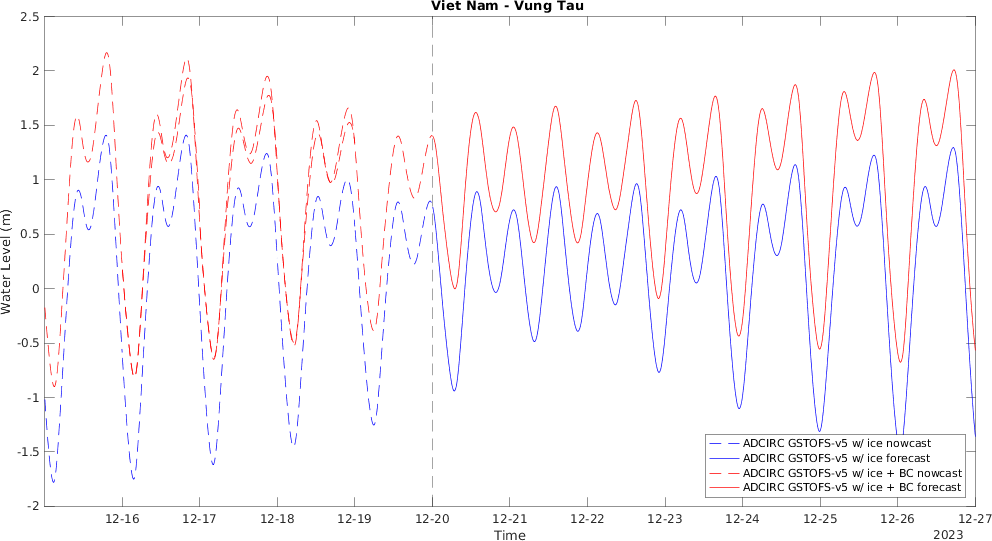 Viet Nam - Vung Tau
Water Level (m)
2.5
2
1.5
1
0.5
0
-0.5
-1
-1.5
-2
ADCIRC GSTOFS-v5 w/ ice nowcast
ADCIRC GSTOFS-v5 w/ ice forecast
ADCIRC GSTOFS-v5 w/ ice + BC nowcast
ADCIRC GSTOFS-v5 w/ ice + BC forecast
12-16 12-17 12-18 12-19 12-20 12-21 12-22 12-23 12-24 12-25 12-26 12-27
Time
2023